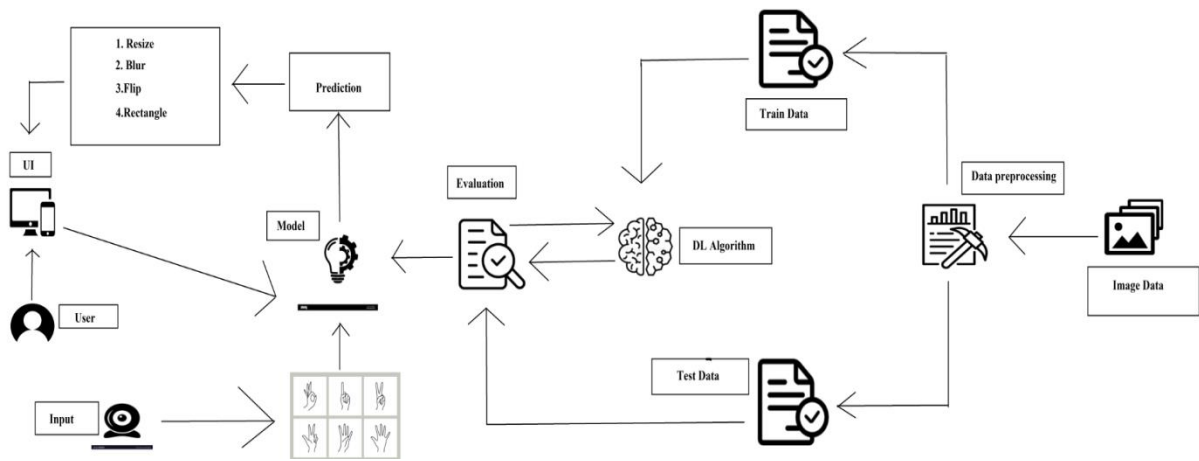 1. Resize
2. Blur
3.Flip
4.Rectangle
Prediction
Train Data
UI
Evaluation
Data preprocessing
Model
DL Algorithm
Image Data
User
Test Data
Input